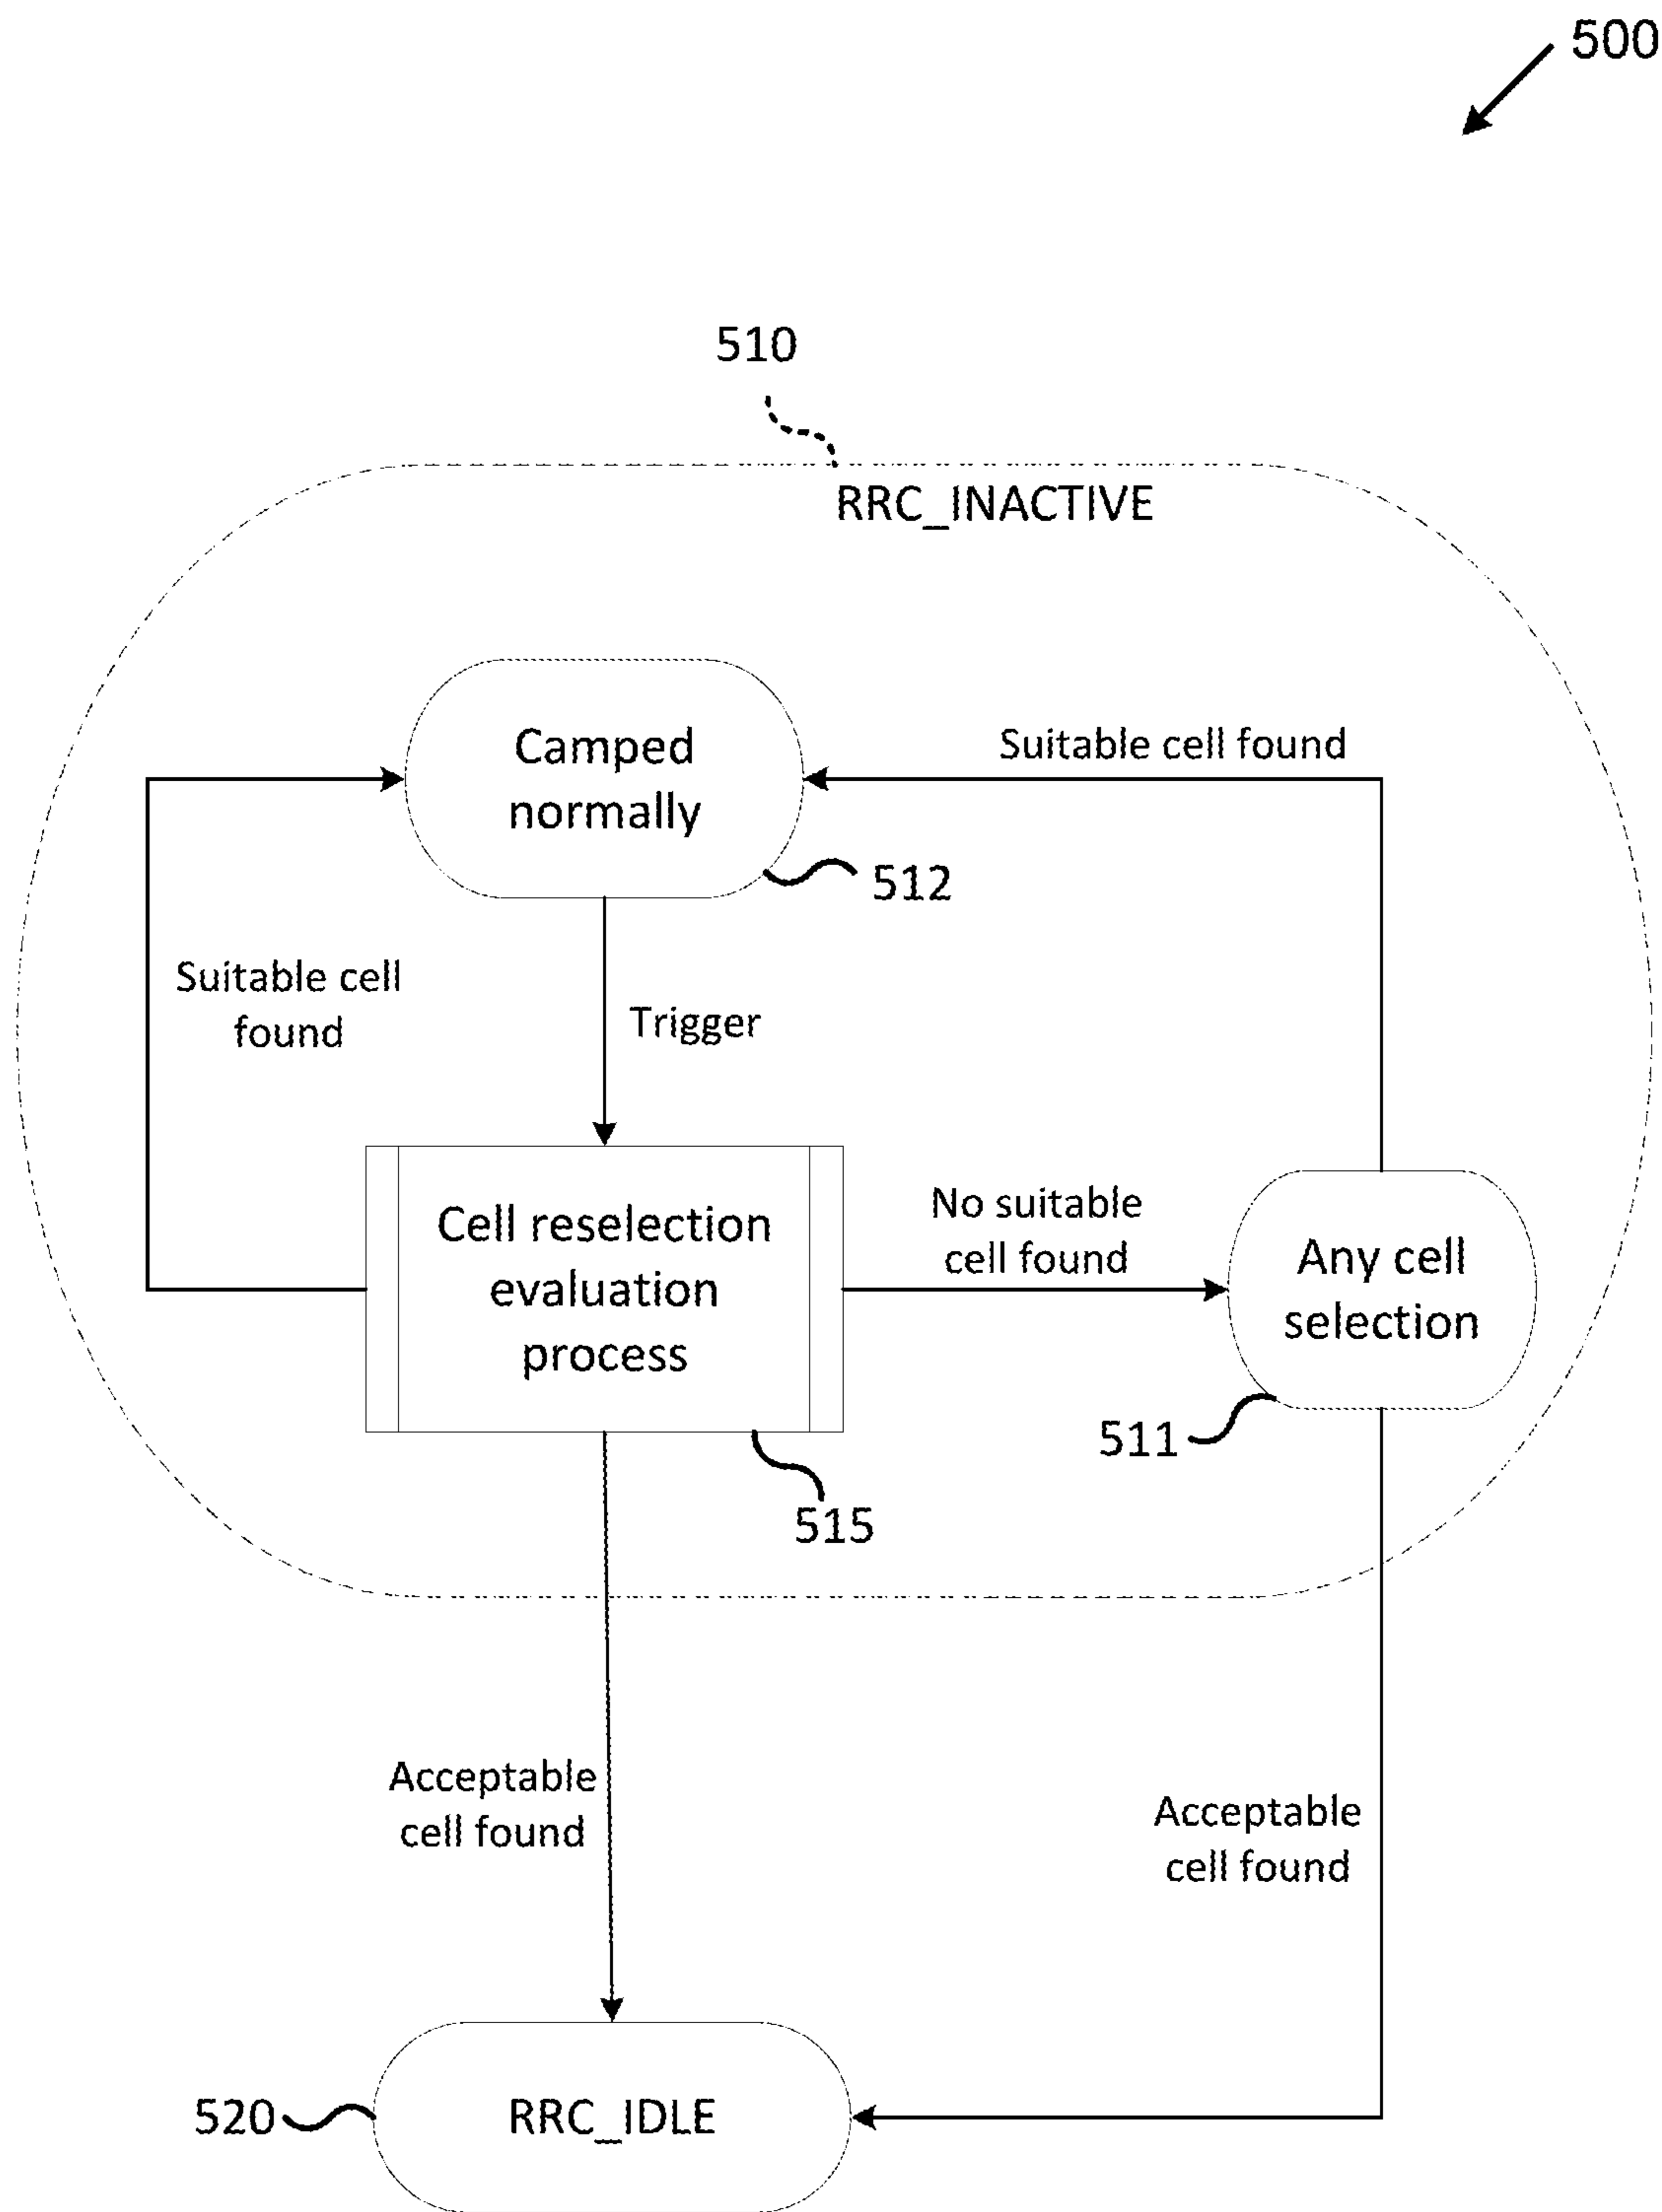 500
510
RRC_INACTIVE
Camped
normally
512
Suitable cell found
Suitable cell
found
Trigger
Cell reselection
evaluation
process
515
No suitable
cell found
Any cell
selection
511
Acceptable
cell found
Acceptable
cell found
520
RRC_IDLE